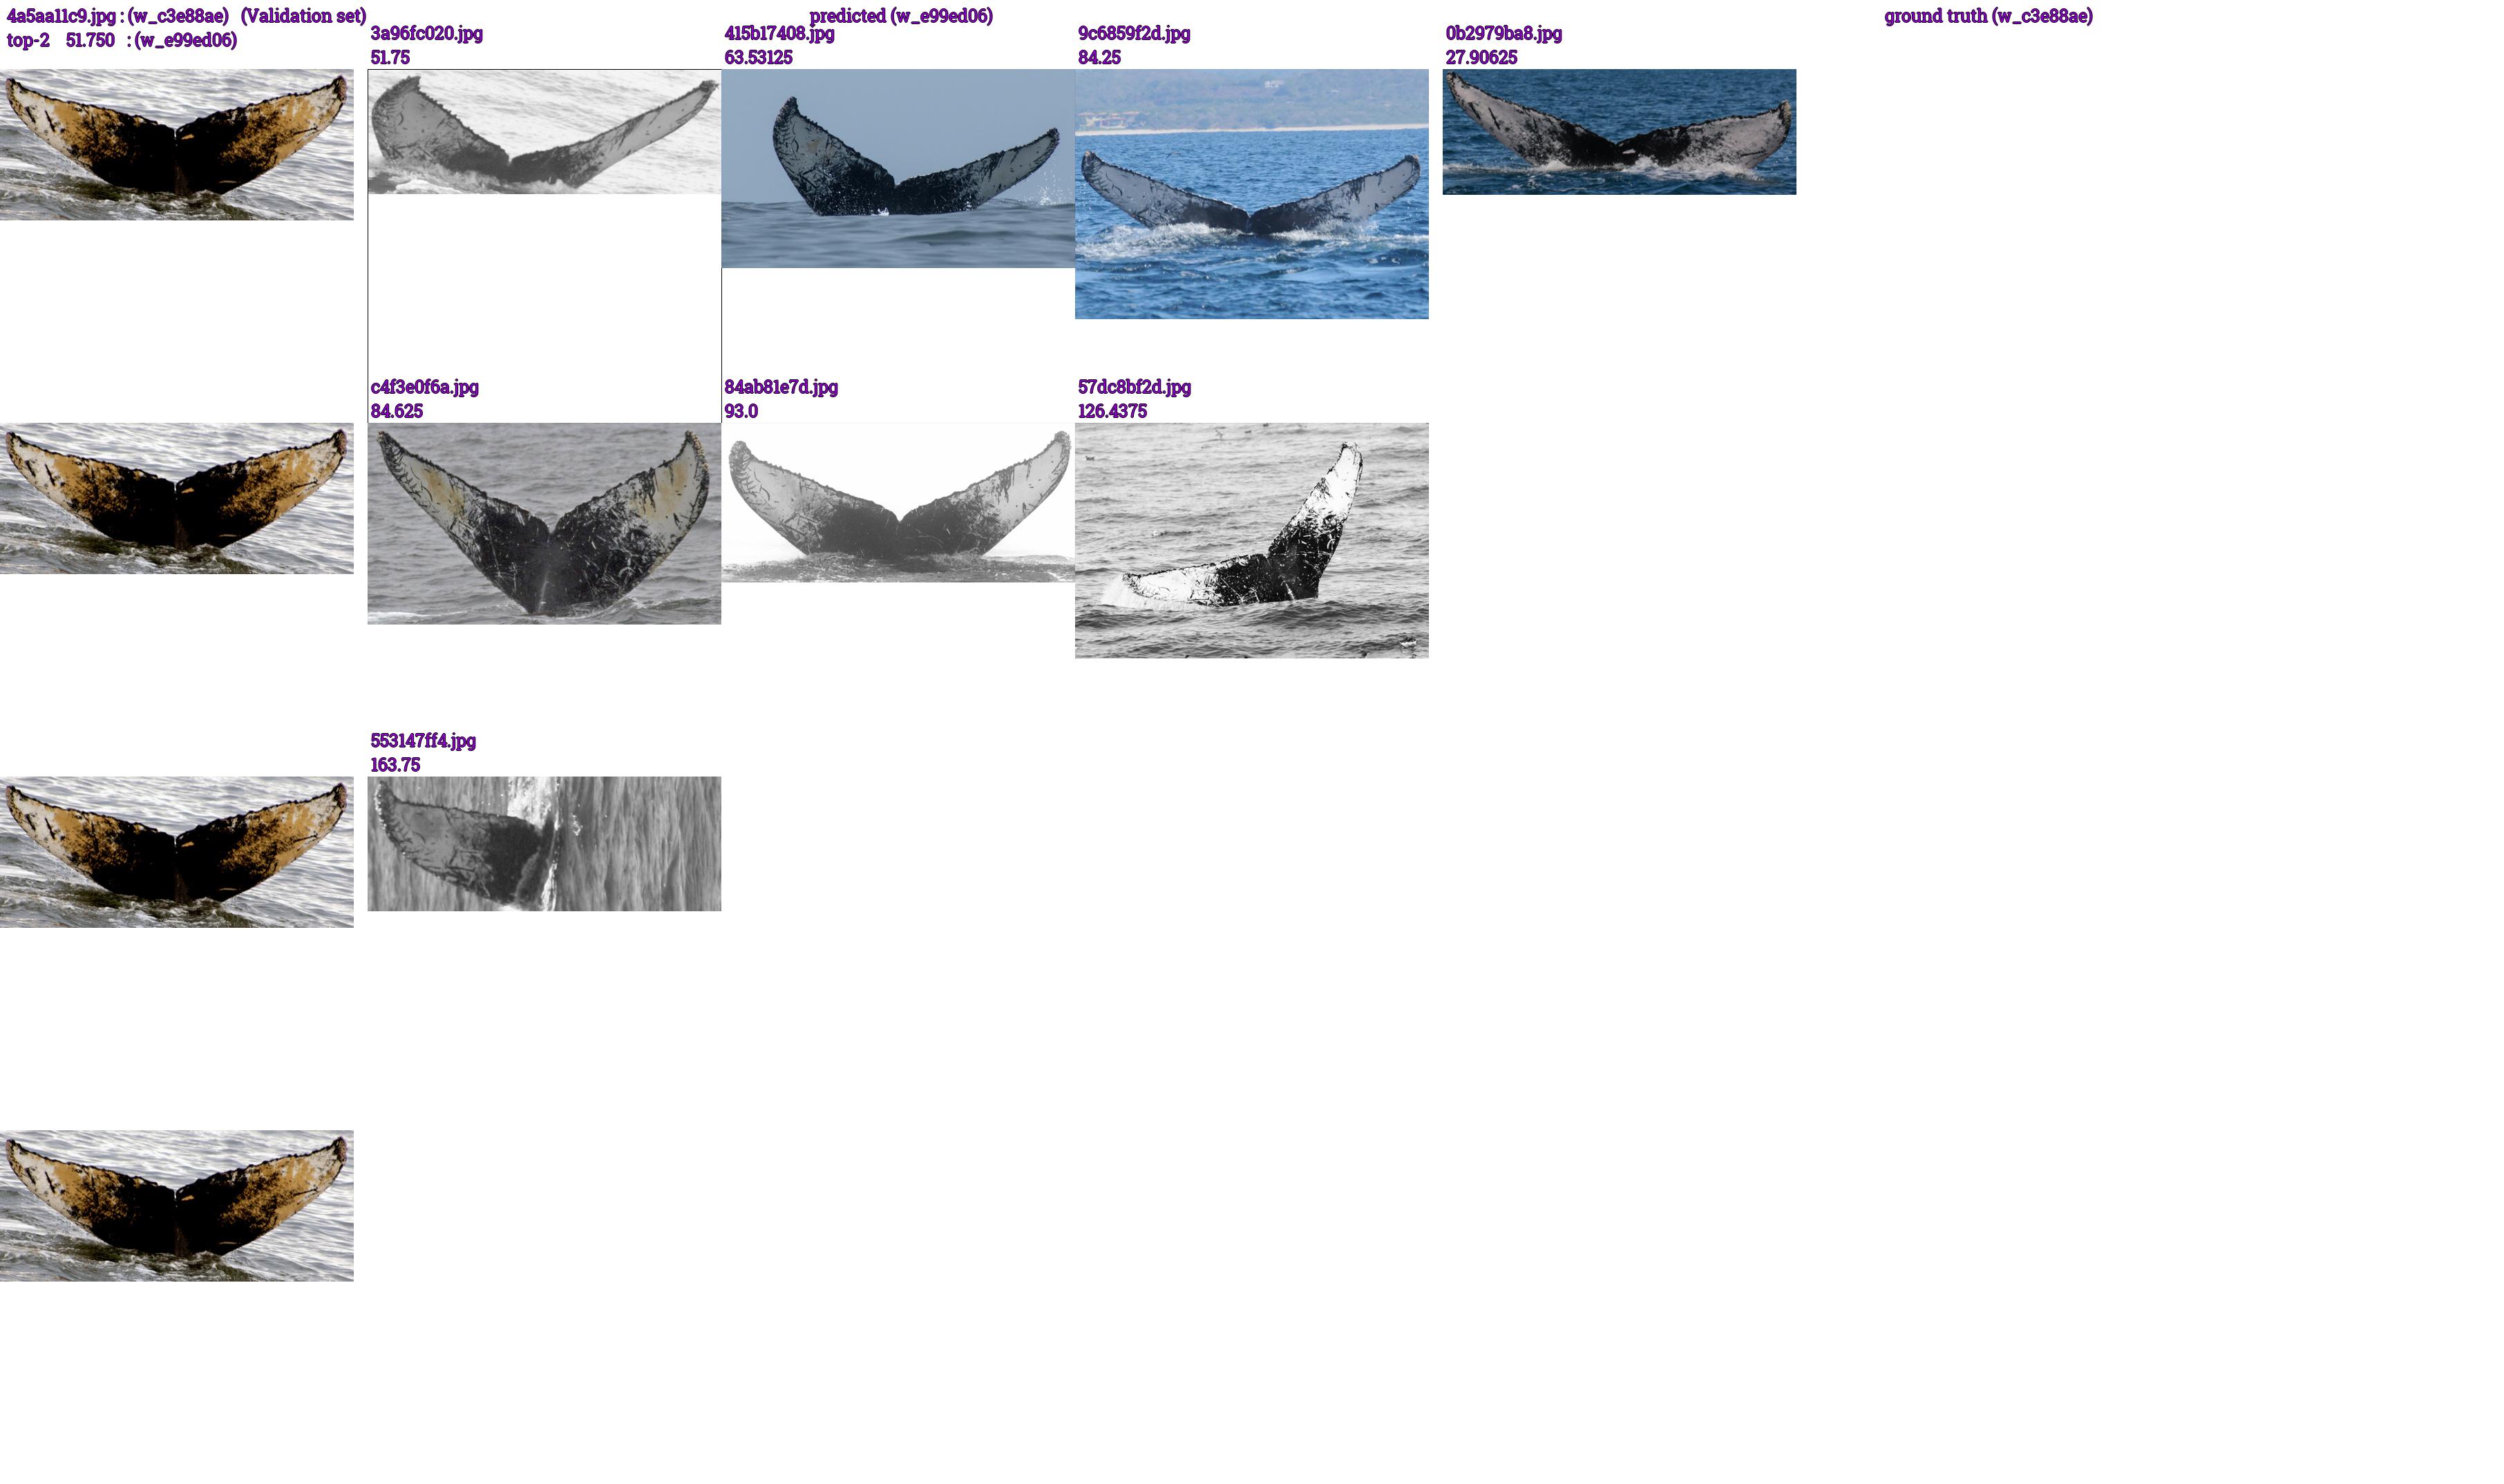 4a5aa11c9.jpg : (w_c3e88ae) (Validation set)
top-2 51.750 : (w_e99ed06)
predicted (w_e99ed06)
ground truth (w_c3e88ae)
3a96fc020.jpg
51.75
415b17408.jpg
63.53125
9c6859f2d.jpg
84.25
0b2979ba8.jpg
27.90625
c4f3e0f6a.jpg
84.625
84ab81e7d.jpg
93.0
57dc8bf2d.jpg
126.4375
553147ff4.jpg
163.75